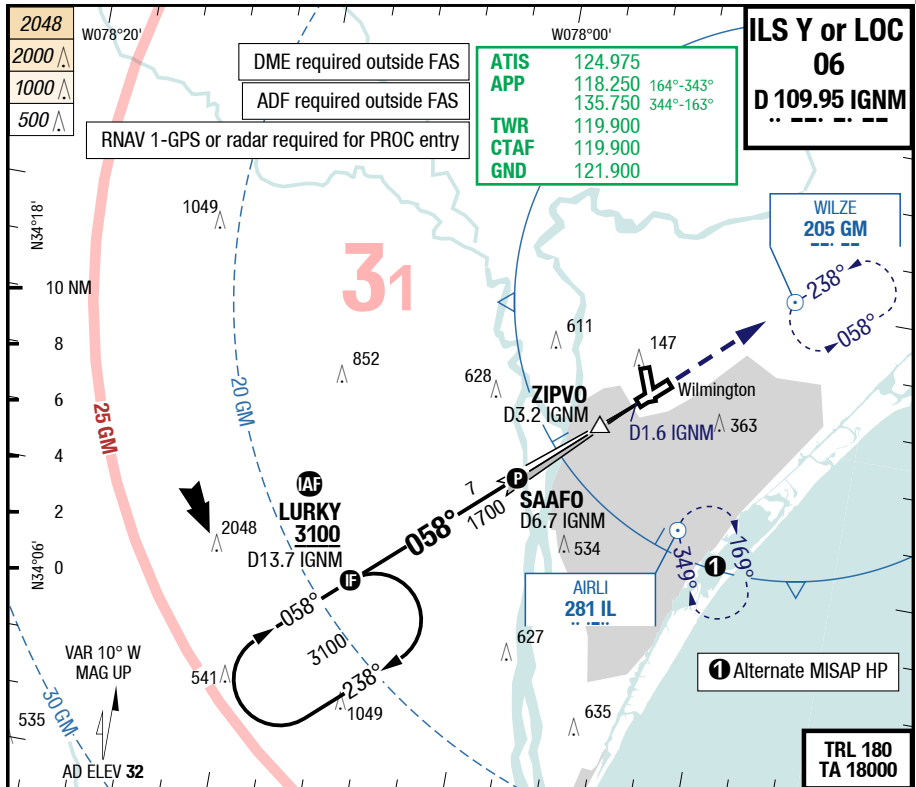 2048
2000
1000
500
W078°20'
W078°00'
DME required outside FAS
ADF required outside FAS
RNAV 1-GPS or radar required for PROC entry
ATIS 124.975
APP 118.250 164°-343°
135.750 344°-163°
TWR 119.900
CTAF 119.900
GND 121.900
ILS Y or LOC
06
D 109.95 IGNM
WILZE
205 GM
238°
058°
N34°18'
1049
31
10 NM
8
6
4
2
0
N34°06'
25 GM
20 GM
30 GM
852
611
628
147
ZIPVO
D3.2 IGNM
Wilmington
D1.6 IGNM
363
IAF
LURKY
3100
D13.7 IGNM
IF
058°
7
1700
P
SAAFO
D6.7 IGNM
534
2048
AIRLI
281 IL
349°
169°
1
058°
3100
238°
541
1049
627
635
1 Alternate MISAP HP
VAR 10° W
MAG UP
535
AD ELEV 32
TRL 180
TA 18000